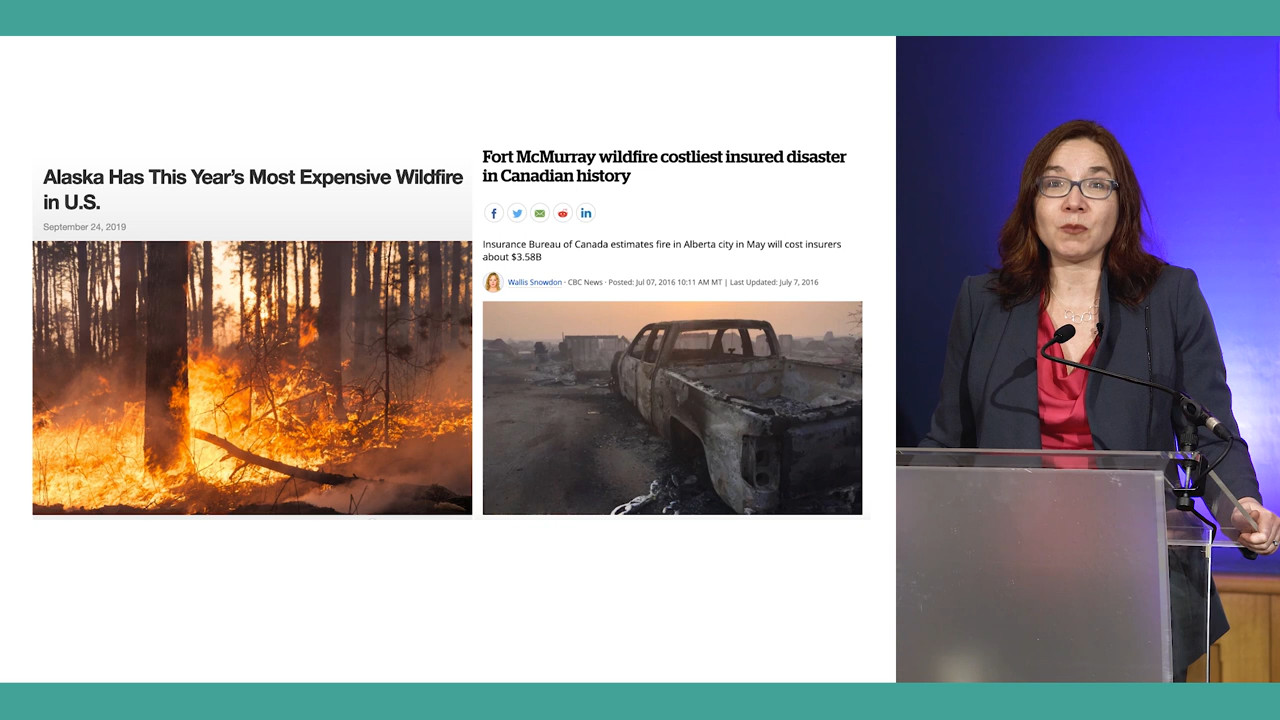 Alaska Has This Year's Most Expensive Wildfire
in U.S.
September 24, 2019
Fort McMurray wildfire costliest insured disaster
in Canadian history
Insurance Bureau of Canada estimates fire in Alberta city in May will cost insurers
about $3.58B
Wallis Snowdon · CBC News · Posted: Jul 07, 2016 10:11 AM MT | Last Updated: July 7, 2016